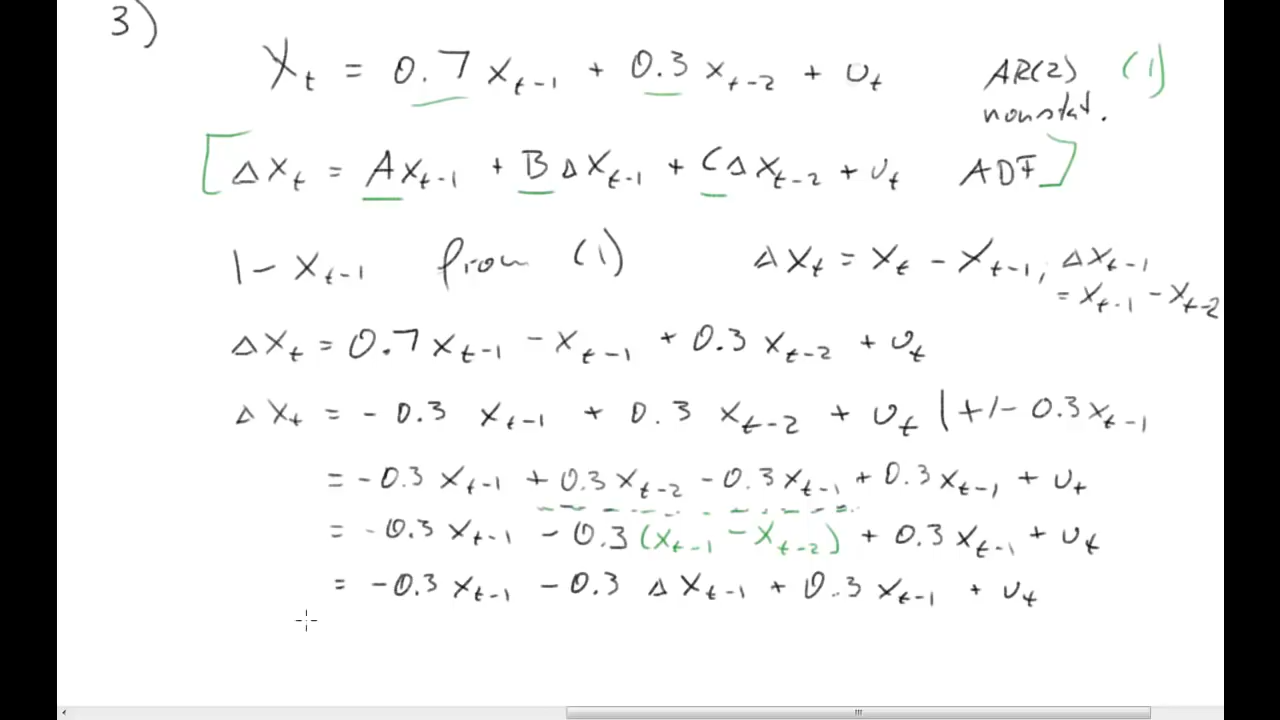 3)
X_t = 0.7 X_{t-1} + 0.3 X_{t-2} + U_t AR(2) (1)
nonstat.
[ΔX_t = AX_{t-1} + BΔX_{t-1} + CΔX_{t-2} + U_t ADF]
|- X_{t-1} from (1) ΔX_t = X_t - X_{t-1}, ΔX_{t-1}
= X_{t-1} - X_{t-2}
ΔX_t = 0.7 X_{t-1} - X_{t-1} + 0.3 X_{t-2} + U_t
ΔX_t = - 0.3 X_{t-1} + 0.3 X_{t-2} + U_t |+/- 0.3X_{t-1}
= -0.3 X_{t-1} + 0.3 X_{t-2} - 0.3 X_{t-1} + 0.3 X_{t-1} + U_t
= -0.3 X_{t-1} - 0.3 (X_{t-1} - X_{t-2}) + 0.3 X_{t-1} + U_t
= -0.3 X_{t-1} - 0.3 ΔX_{t-1} + 0.3 X_{t-1} + U_t